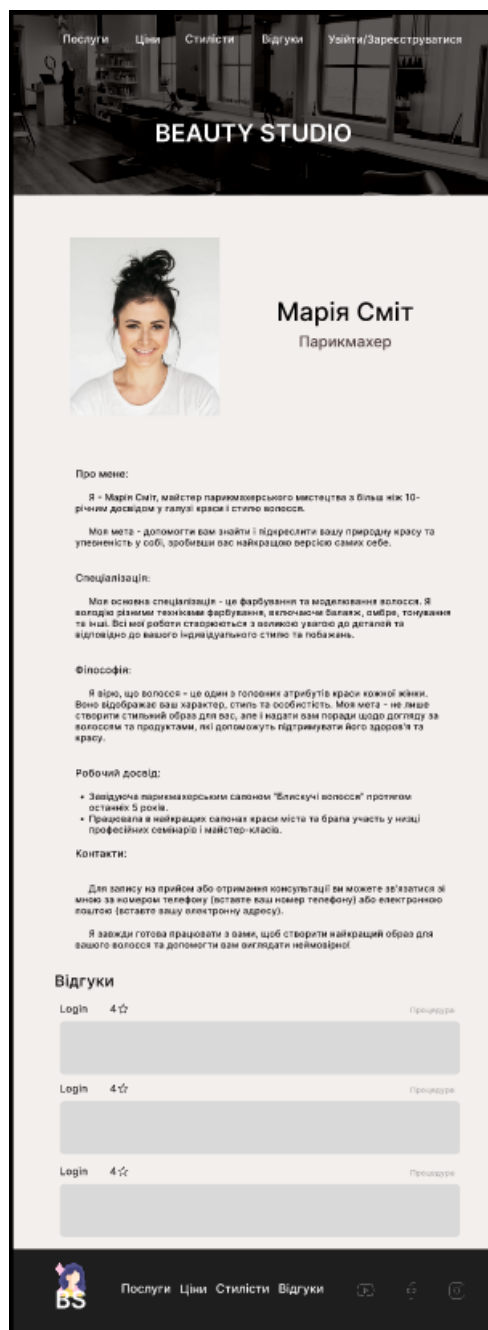 Послуги Ціни Стилісти Відгуки Увійти/Зареєструватися
BEAUTY STUDIO
Марія Сміт
Парикмахер
Про мене:
Я - Марія Сміт, майстер парикмахерського мистецтва з більш ніж 10-
річним досвідом у галузі краси і стилю волосся.
Моя мета - допомогти вам знайти і підкреслити вашу природну красу та
упевненість у собі, зробивши вас найкращою версією самих себе.
Спеціалізація:
Моя основна спеціалізація - це фарбування та моделювання волосся. Я
володію різними техніками фарбування, включаючи балаяж, омбре, тонування
та інші. Всі мої роботи створюються з великою увагою до деталей та
відповідно до вашого індивідуального стилю та побажань.
Філософія:
Я вірю, що волосся - це один з головних атрибутів краси кожної жінки.
Воно відображає ваш характер, стиль та особистість. Моя мета - не лише
створити стильний образ для вас, але і надати вам поради щодо догляду за
волоссям та продуктами, які допоможуть підтримувати його здоров'я та
красу.
Робочий досвід:
• Завідуюча парикмахерським салоном "Блискучі волосся" протягом
останніх 5 років.
• Працювала в найкращих салонах краси міста та брала участь у низці
професійних семінарів і майстер-класів.
Контакти:
Для запису на прийом або отримання консультації ви можете зв'язатися зі
мною за номером телефону (вставте ваш номер телефону) або електронною
поштою (вставте вашу електронну адресу).
Я завжди готова працювати з вами, щоб створити найкращий образ для
вашого волосся та допомогти вам виглядати неймовірно!
Відгуки
Login 4☆ Процедура
Login 4☆ Процедура
Login 4☆ Процедура
BS
Послуги Ціни Стилісти Відгуки